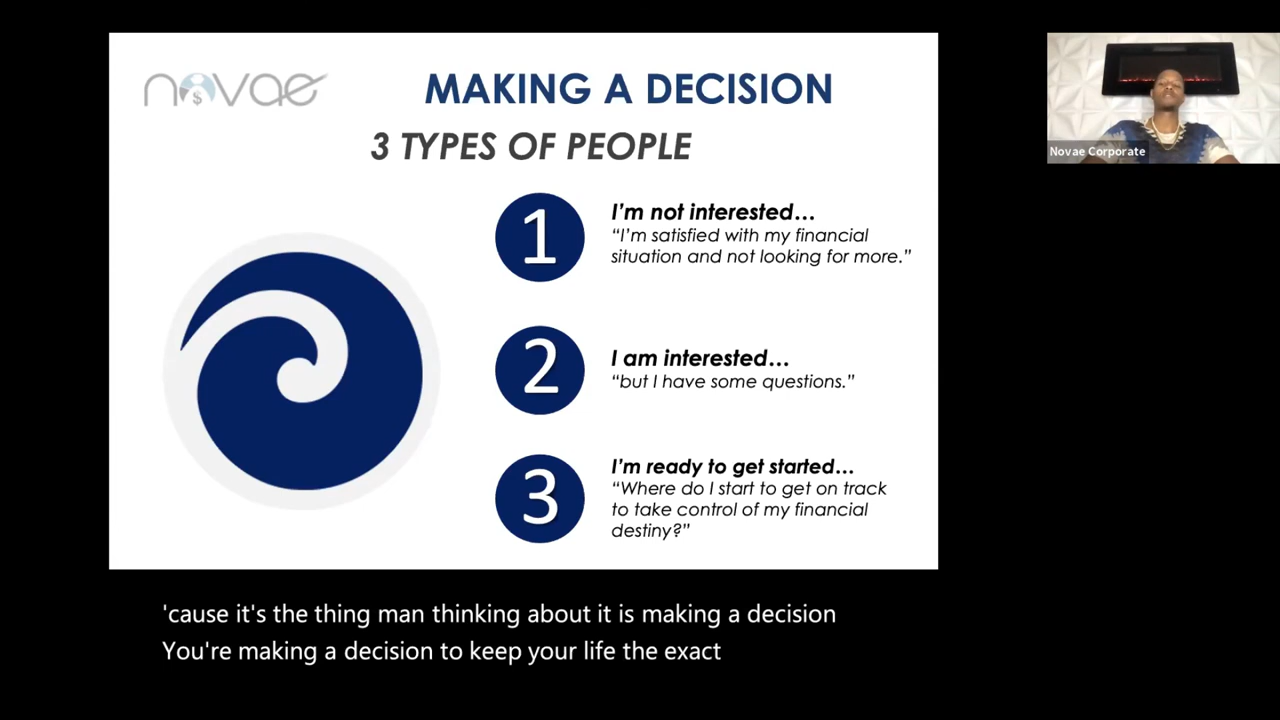 novae
MAKING A DECISION
3 TYPES OF PEOPLE
1
I'm not interested…
“I'm satisfied with my financial
situation and not looking for more.”
2
I am interested…
“but I have some questions.”
3
I'm ready to get started…
“Where do I start to get on track
to take control of my financial
destiny?”
Novae Corporate
'cause it's the thing man thinking about it is making a decision
You're making a decision to keep your life the exact